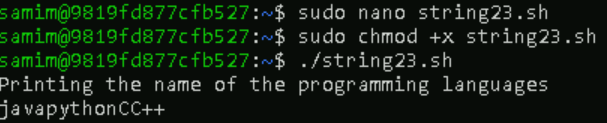 samim@9819fd877cfb527:~$ sudo nano string23.sh
samim@9819fd877cfb527:~$ sudo chmod +x string23.sh
samim@9819fd877cfb527:~$ ./string23.sh
Printing the name of the programming languages
javapythonCC++